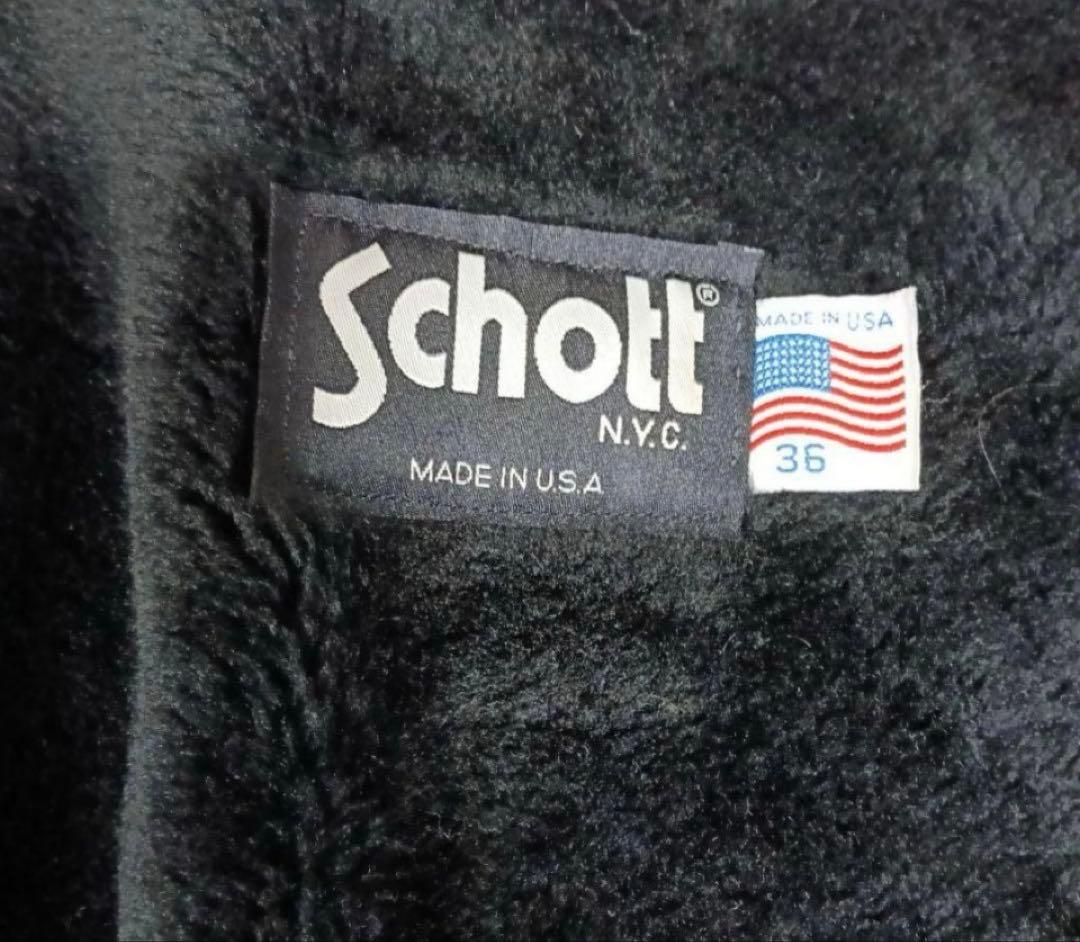 Schott®
N.Y.C.
MADE IN U.S.A
MADE IN USA
36